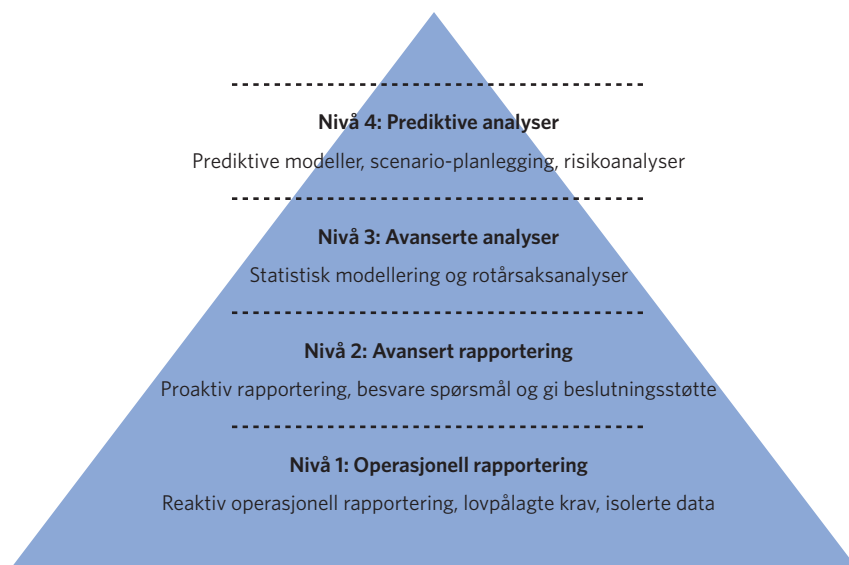 Nivå 4: Prediktive analyser
Prediktive modeller, scenario-planlegging, risikoanalyser
Nivå 3: Avanserte analyser
Statistisk modellering og rotårsaksanalyser
Nivå 2: Avansert rapportering
Proaktiv rapportering, besvare spørsmål og gi beslutningsstøtte
Nivå 1: Operasjonell rapportering
Reaktiv operasjonell rapportering, lovpålagte krav, isolerte data